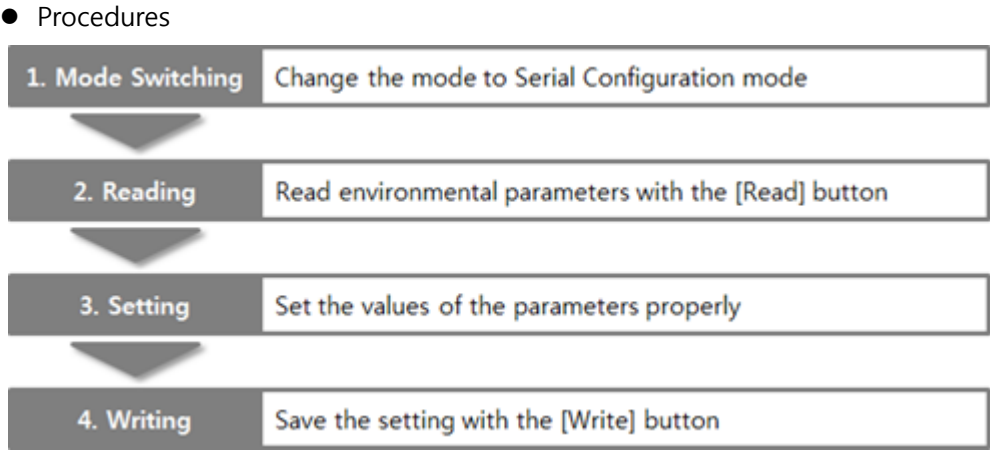 ● Procedures
1. Mode Switching Change the mode to Serial Configuration mode
2. Reading Read environmental parameters with the [Read] button
3. Setting Set the values of the parameters properly
4. Writing Save the setting with the [Write] button